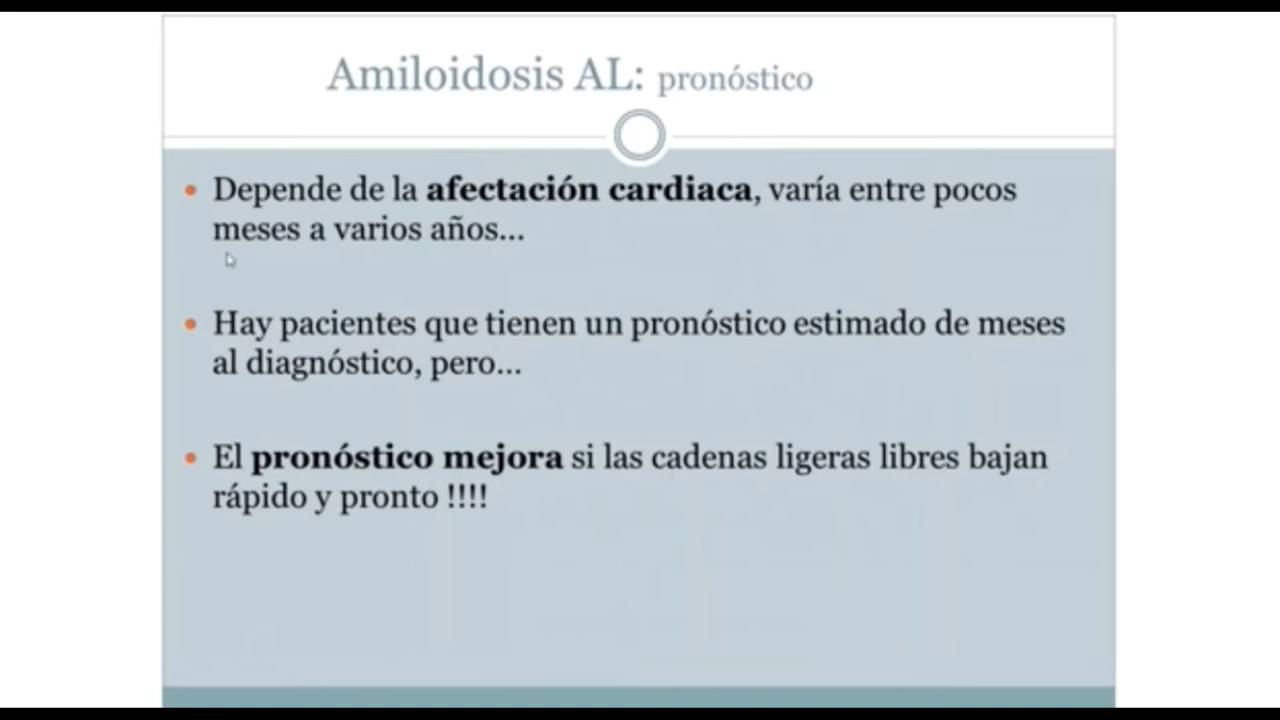 Amiloidosis AL: pronóstico
• Depende de la afectación cardiaca, varía entre pocos
meses a varios años...
• Hay pacientes que tienen un pronóstico estimado de meses
al diagnóstico, pero...
• El pronóstico mejora si las cadenas ligeras libres bajan
rápido y pronto !!!!